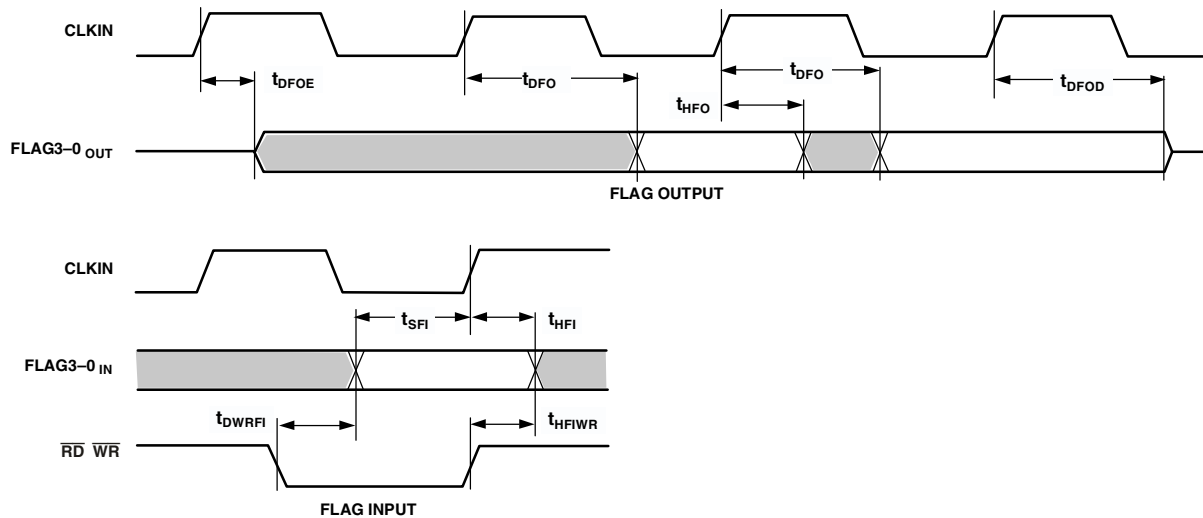 CLKIN
tDFOE
tDFO
tDFO
tHFO
tDFOD
FLAG3–0 OUT
FLAG OUTPUT
CLKIN
tSFI
tHFI
FLAG3–0 IN
tDWRFI
tHFIWR
RD WR
FLAG INPUT